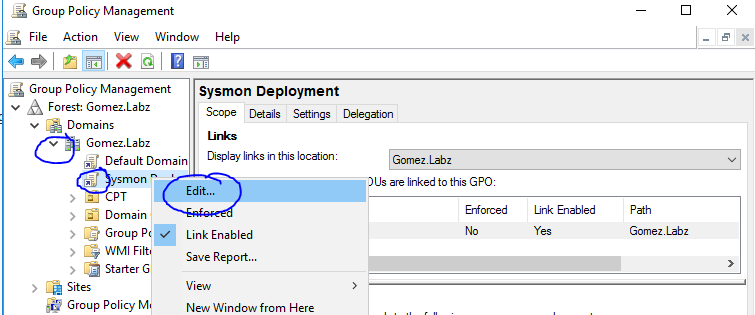 Group Policy Management
File Action View Window Help
Group Policy Management
Forest: Gomez.Labz
Domains
Gomez.Labz
Default Domain
Sysmon
CPT
Domain
Group Po
WMI Filte
Starter G
Sites
Group Policy Mo
Sysmon Deployment
Scope Details Settings Delegation
Links
Display links in this location: Gomez.Labz
OUs are linked to this GPO:
Enforced Link Enabled Path
No Yes Gomez.Labz
Edit...
Enforced
Link Enabled
Save Report...
View
New Window from Here